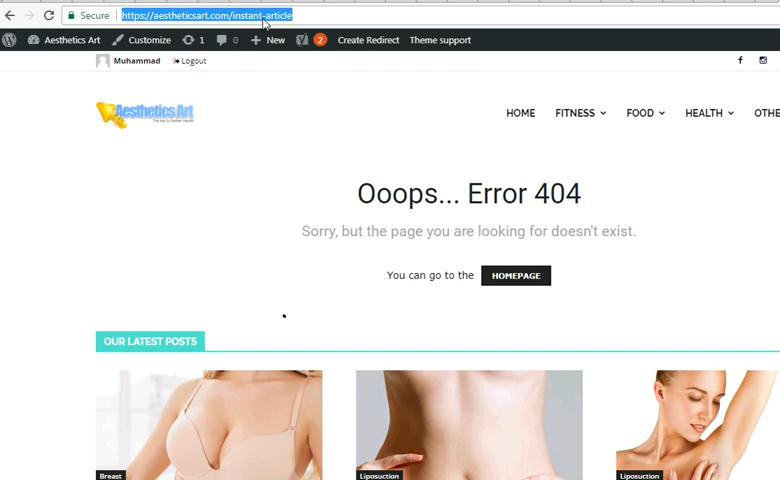 Secure https://aestheticsart.com/instant-article
Aesthetics Art Customize 1 0 New 2 Create Redirect Theme support
Muhammad Logout
Aesthetics Art
HOME FITNESS FOOD HEALTH OTHE
Ooops... Error 404
Sorry, but the page you are looking for doesn't exist.
You can go to the HOMEPAGE
OUR LATEST POSTS
Breast Liposuction Liposuction